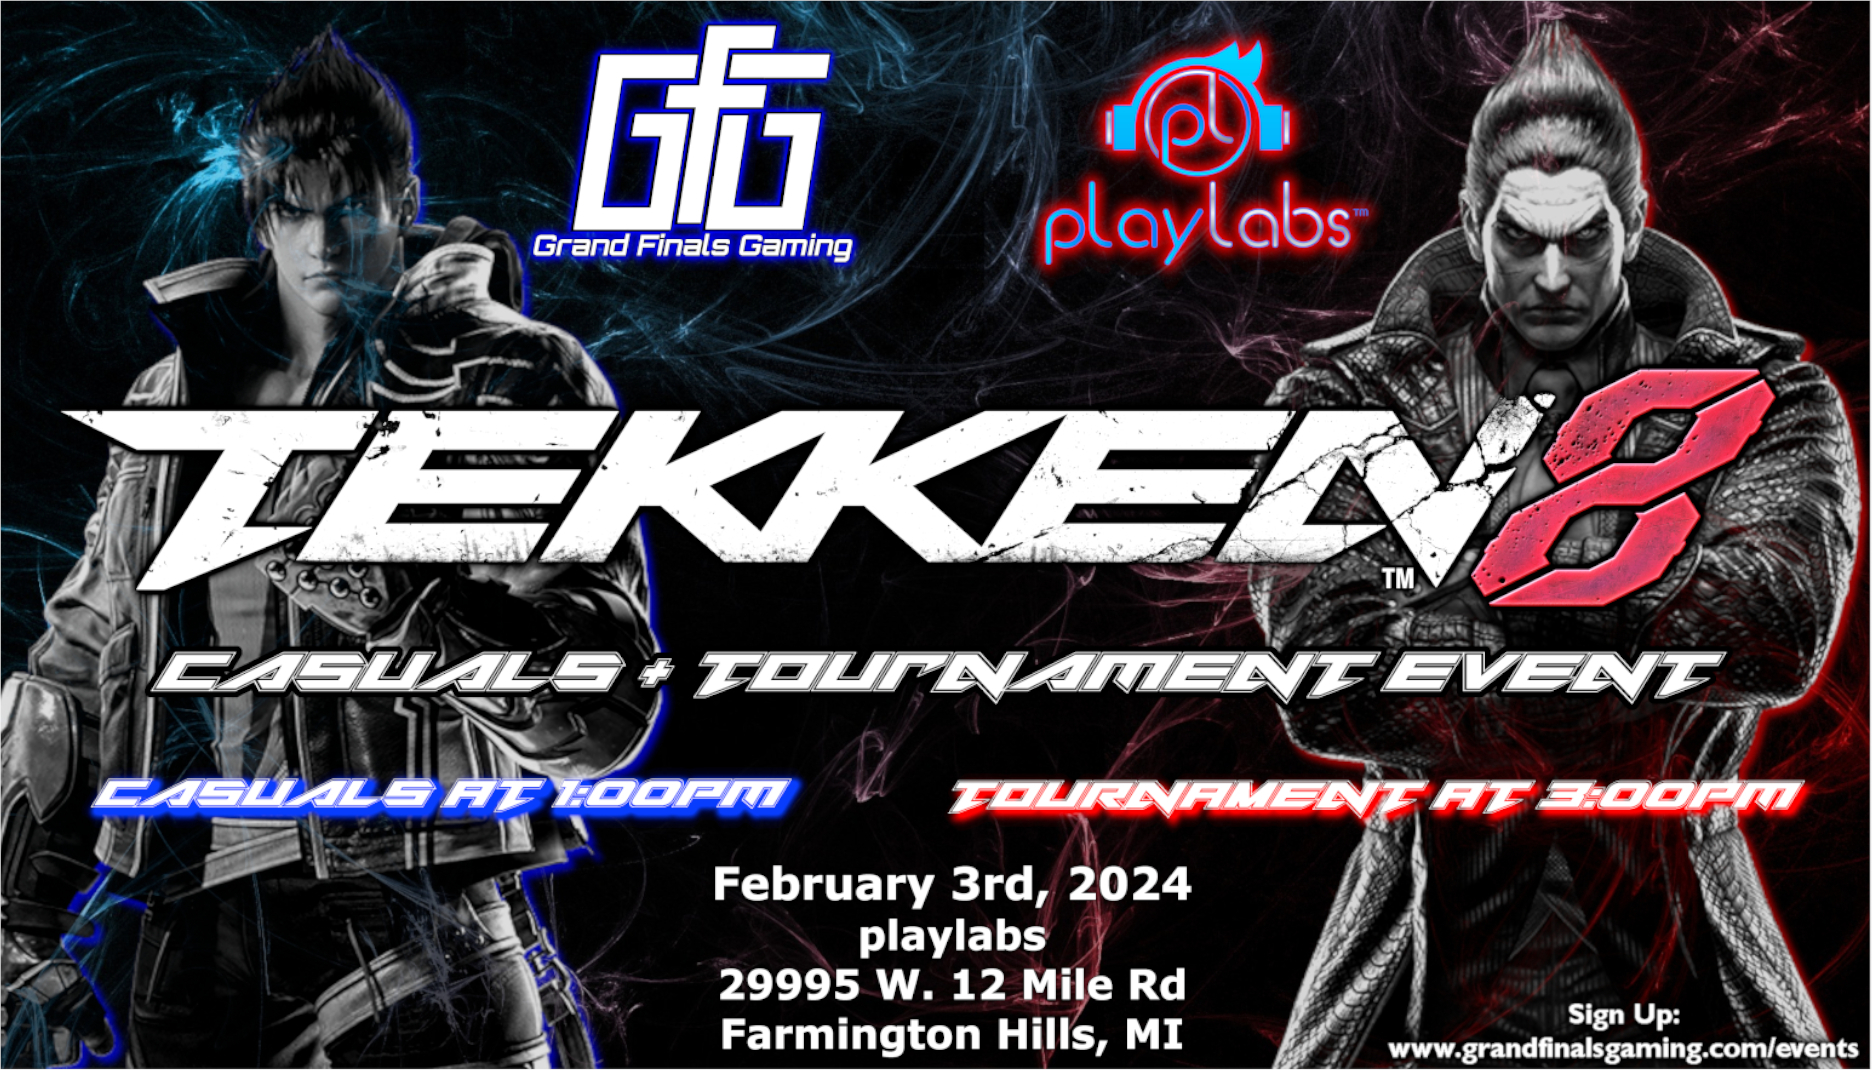 GFG
Grand Finals Gaming
pl
playlabs™
TEKKEN 8
TM
CASUALS + TOURNAMENT EVENT
CASUALS AT 1:00PM
TOURNAMENT AT 3:00PM
February 3rd, 2024
playlabs
29995 W. 12 Mile Rd
Farmington Hills, MI
Sign Up:
www.grandfinalsgaming.com/events